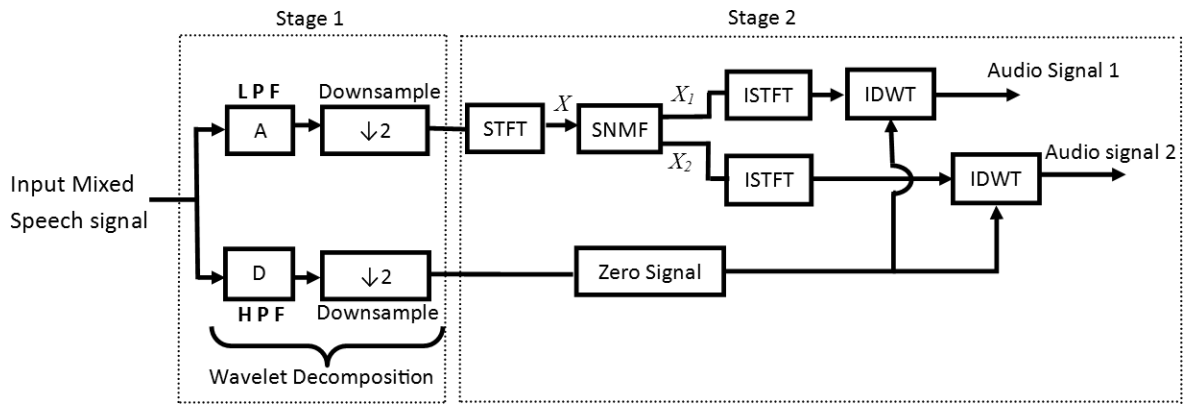 Stage 1
Stage 2
L P F
Downsample
A
↓2
STFT
X
SNMF
X1
X2
ISTFT
IDWT
Audio Signal 1
ISTFT
IDWT
Audio signal 2
Input Mixed
Speech signal
D
↓2
Zero Signal
H P F
Downsample
Wavelet Decomposition